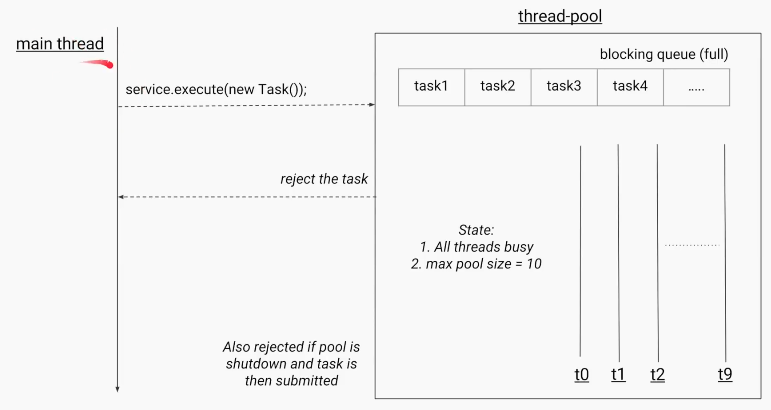 thread-pool
main thread
blocking queue (full)
service.execute(new Task());
task1 task2 task3 task4 .....
reject the task
State:
1. All threads busy
2. max pool size = 10
Also rejected if pool is
shutdown and task is
then submitted
t0 t1 t2 t9